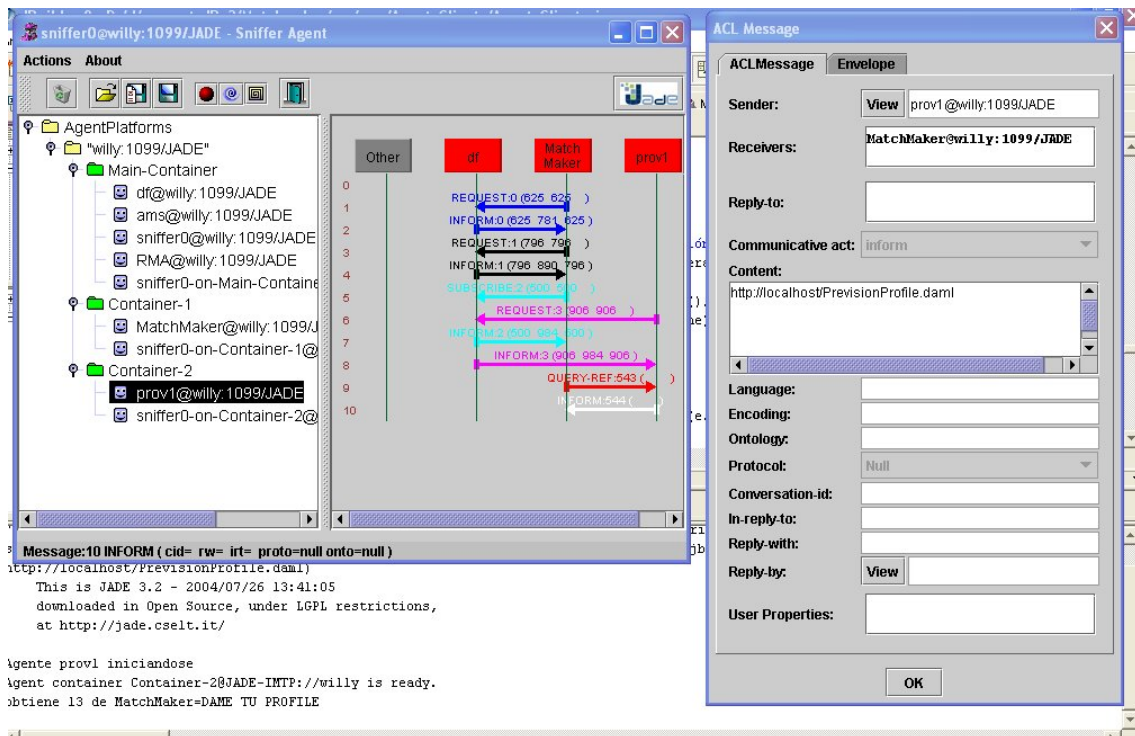 sniffer0@willy:1099/JADE - Sniffer Agent
Actions About
Jade
AgentPlatforms
"willy:1099/JADE"
Main-Container
df@willy:1099/JADE
ams@willy:1099/JADE
sniffer0@willy:1099/JADE
RMA@willy:1099/JADE
sniffer0-on-Main-Containe
Container-1
MatchMaker@willy:1099/J
sniffer0-on-Container-1@
Container-2
prov1@willy:1099/JADE
sniffer0-on-Container-2@
Other df Match Maker prov1
0
REQUEST:0 (625 625 )
1
INFORM:0 (625 781 625 )
2
REQUEST:1 (796 796 )
3
INFORM:1 (796 890 796 )
4
SUBSCRIBE:2 (500 500 )
5
REQUEST:3 (906 906 )
6
INFORM:2 (500 984 500 )
7
INFORM:3 (906 984 906 )
8
QUERY-REF:543 ( )
9
INFORM:544 ( )
10
Message:10 INFORM ( cid= rw= irt= proto=null onto=null )
http://localhost/PrevisionProfile.daml)
This is JADE 3.2 - 2004/07/26 13:41:05
downloaded in Open Source, under LGPL restrictions,
at http://jade.cselt.it/
Agente prov1 iniciandose
Agent container Container-2@JADE-IMTP://willy is ready.
obtiene 13 de MatchMaker=DAME TU PROFILE
ACL Message
ACLMessage Envelope
Sender: View prov1@willy:1099/JADE
Receivers: MatchMaker@willy:1099/JADE
Reply-to:
Communicative act: inform
Content:
http://localhost/PrevisionProfile.daml
Language:
Encoding:
Ontology:
Protocol: Null
Conversation-id:
In-reply-to:
Reply-with:
Reply-by: View
User Properties:
OK